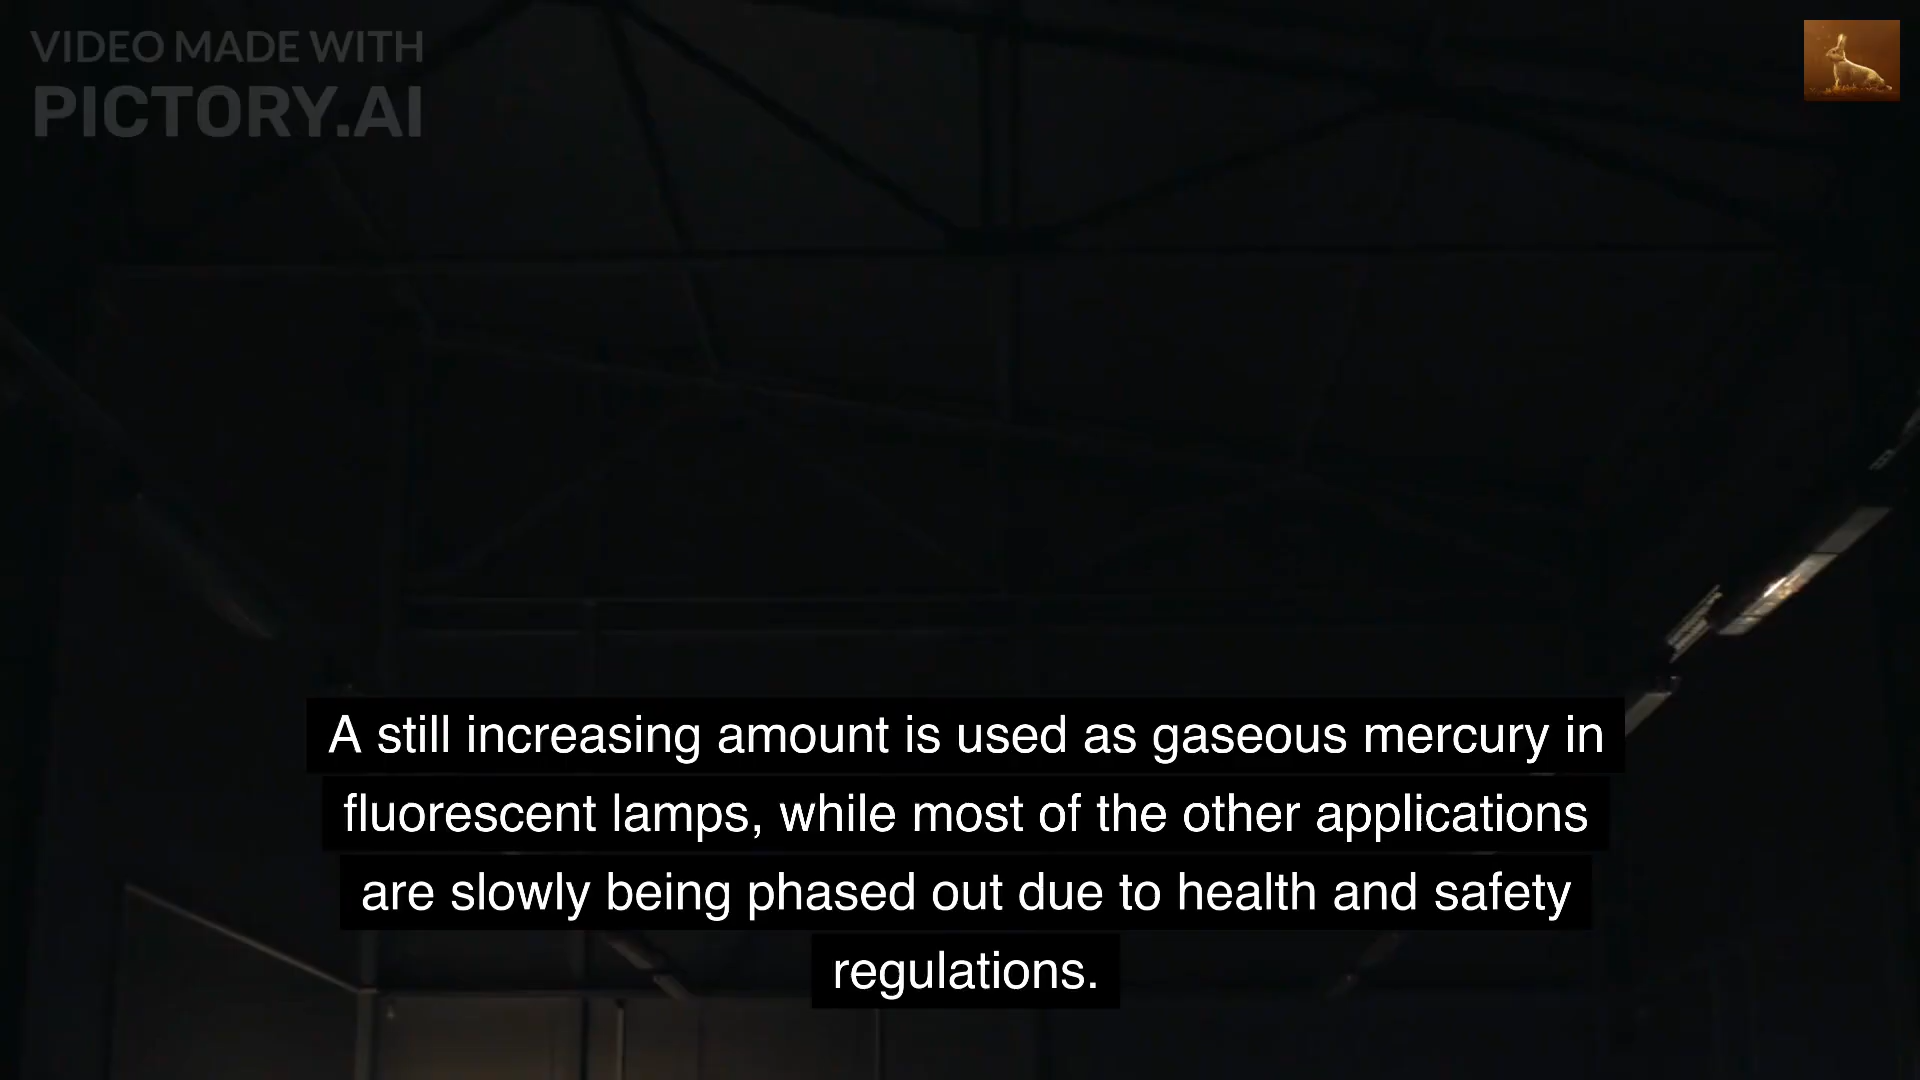 VIDEO MADE WITH
PICTORY.AI
A still increasing amount is used as gaseous mercury in
fluorescent lamps, while most of the other applications
are slowly being phased out due to health and safety
regulations.